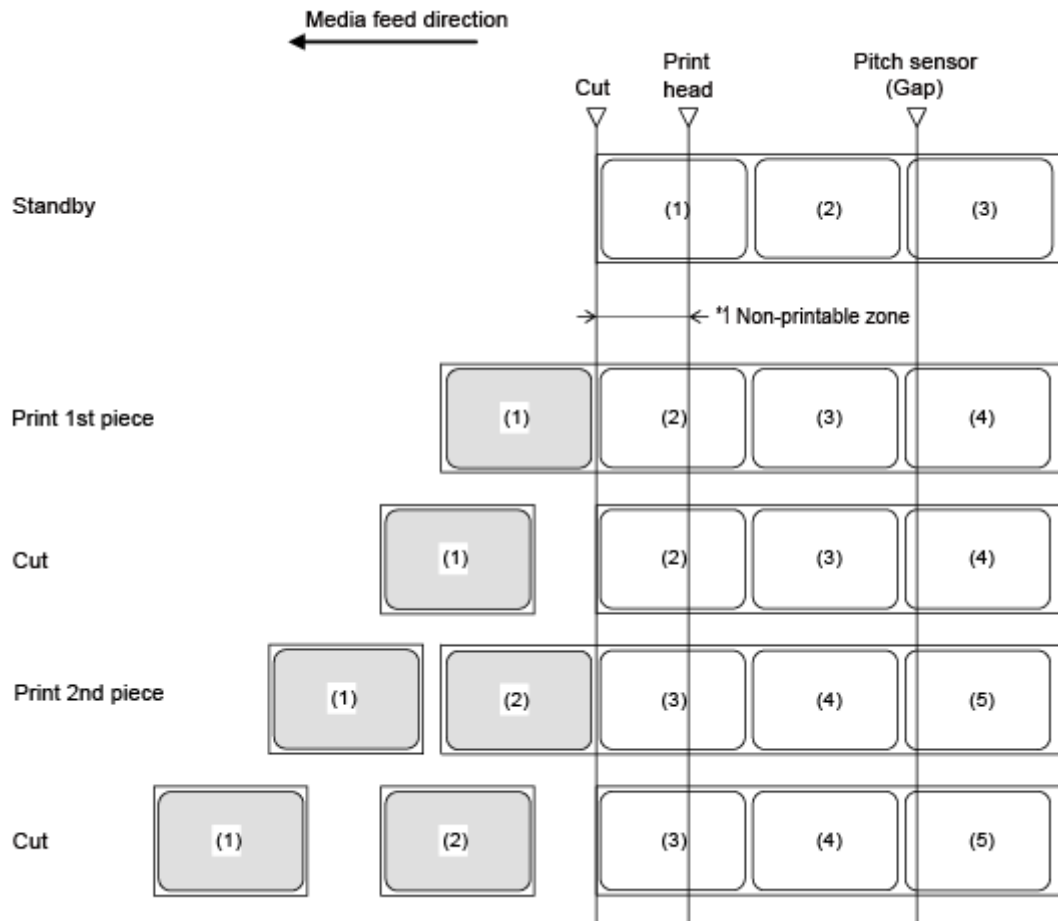 Media feed direction
Cut
Print
head
Pitch sensor
(Gap)
Standby
(1)
(2)
(3)
*1 Non-printable zone
Print 1st piece
(1)
(2)
(3)
(4)
Cut
(1)
(2)
(3)
(4)
Print 2nd piece
(1)
(2)
(3)
(4)
(5)
Cut
(1)
(2)
(3)
(4)
(5)